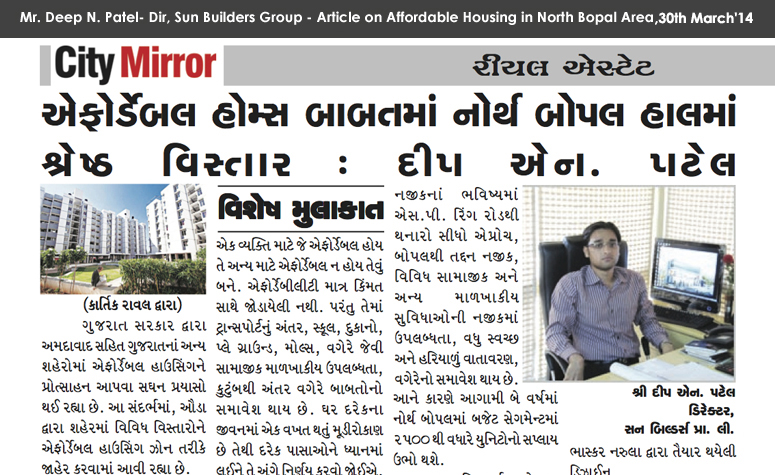 Mr. Deep N. Patel- Dir, Sun Builders Group - Article on Affordable Housing in North Bopal Area,30th March'14
City Mirror
રીયલ એસ્ટેટ
એફોર્ડેબલ હોમ્સ બાબતમાં નોર્થ બોપલ હાલમાં
શ્રેષ્ઠ વિસ્તાર : દીપ એન. પટેલ
(કાર્તિક રાવલ દ્વારા)
ગુજરાત સરકાર દ્વારા
અમદાવાદ સહિત ગુજરાતનાં અન્ય
શહેરોમાં એફોર્ડેબલ હાઉસિંગને
પ્રોત્સાહન આપવા સઘન પ્રયાસો
થઈ રહ્યા છે. આ સંદર્ભમાં, ઔડા
દ્વારા શહેરમાં વિવિધ વિસ્તારોને
એફોર્ડેબલ હાઉસિંગ ઝોન તરીકે
જાહેર કરવામાં આવી રહ્યા છે.
વિશેષ મુલાકાત
એક વ્યક્તિ માટે જે એફોર્ડેબલ હોય
તે અન્ય માટે એફોર્ડેબલ ન હોય તેવું
બને. એફોર્ડેબીલીટી માત્ર કિંમત
સાથે જોડાયેલી નથી. પરંતુ તેમાં
ટ્રાન્સપોર્ટનું અંતર, સ્કૂલ, દુકાનો,
પ્લે ગ્રાઉન્ડ, મોલ્સ, વગેરે જેવી
સામાજીક માળખાકીય ઉપલબ્ધતા,
કુટુંબથી અંતર વગેરે બાબતોનો
સમાવેશ થાય છે. ઘર દરેકના
જીવનમાં એક વખત થતું મૂડીરોકાણ
છે તેથી દરેક પાસાઓને ધ્યાનમાં
લઈને તે અંગે નિર્ણય કરવો જોઈએ.
નજીકનાં ભવિષ્યમાં
એસ.પી. રિંગ રોડથી
થનારો સીધો એપ્રોચ,
બોપલથી તદ્દન નજીક,
વિવિધ સામાજીક અને
અન્ય માળખાકીય
સુવિધાઓની નજીકમાં
ઉપલબ્ધતા, વધુ સ્વચ્છ
અને હરિયાળું વાતાવરણ,
વગેરેનો સમાવેશ થાય છે.
આને કારણે આગામી બે વર્ષમાં
નોર્થ બોપલમાં બજેટ સેગમેન્ટમાં
૨૫૦૦ થી વધારે યુનિટોનો સપ્લાય
ઉભો થશે.
શ્રી દીપ એન. પટેલ
ડિરેક્ટર,
સન બિલ્ડર્સ પ્રા. લી.
ભાસ્કર નરુલા દ્વારા તૈયાર થયેલી
ડિઝાઈન